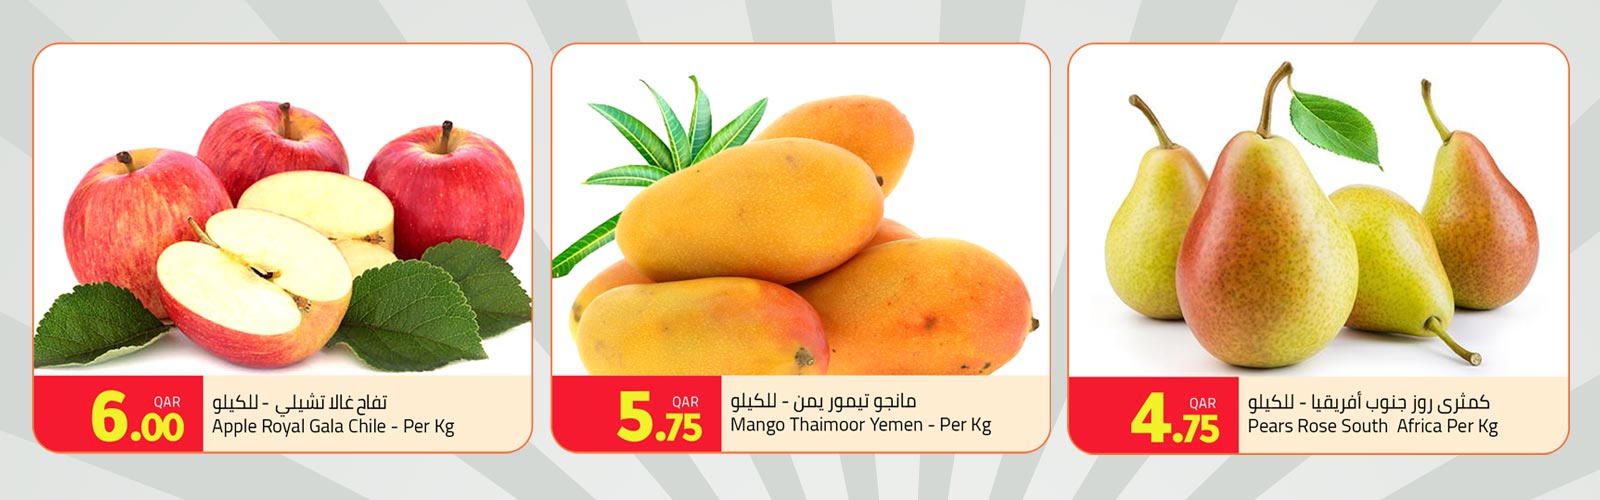 6.00 QAR
تفاح غالا تشيلي - للكيلو
Apple Royal Gala Chile - Per Kg
5.75 QAR
مانجو تيمور يمن - للكيلو
Mango Thaimoor Yemen - Per Kg
4.75 QAR
كمثرى روز جنوب أفريقيا - للكيلو
Pears Rose South Africa Per Kg